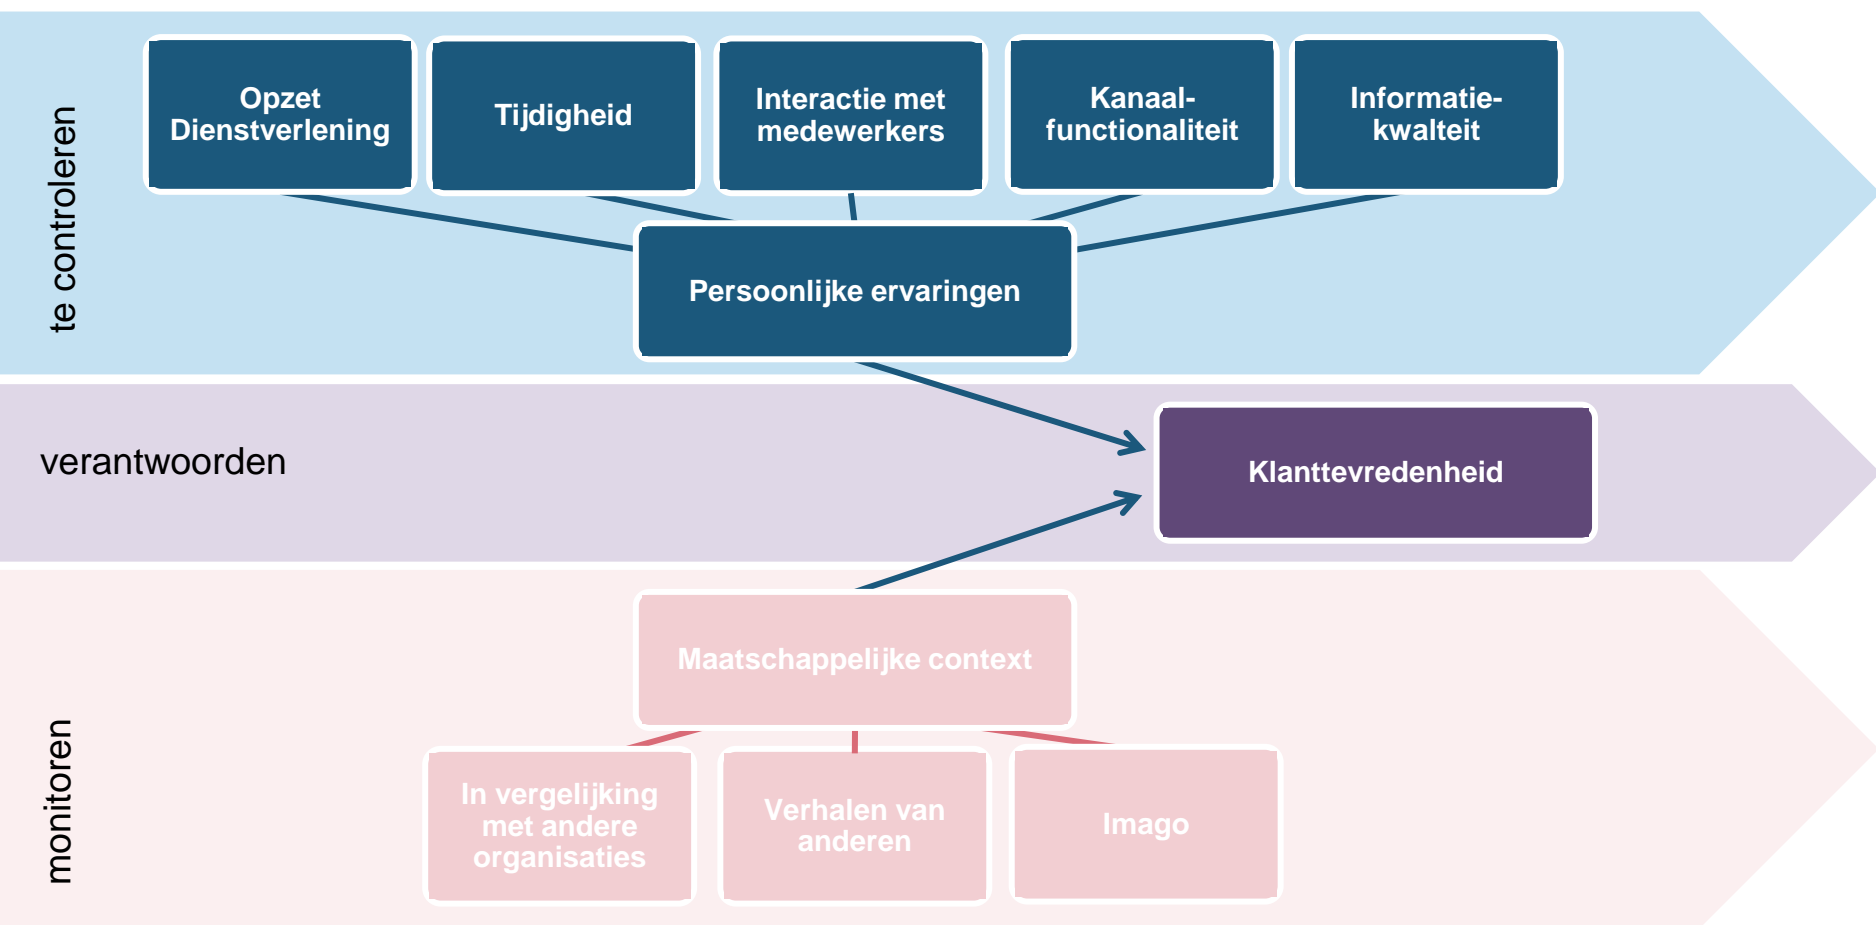 te controleren
Opzet
Dienstverlening
Tijdigheid
Interactie met
medewerkers
Kanaal-
functionaliteit
Informatie-
kwalteit
Persoonlijke ervaringen
verantwoorden
Klanttevredenheid
monitoren
Maatschappelijke context
In vergelijking
met andere
organisaties
Verhalen van
anderen
Imago